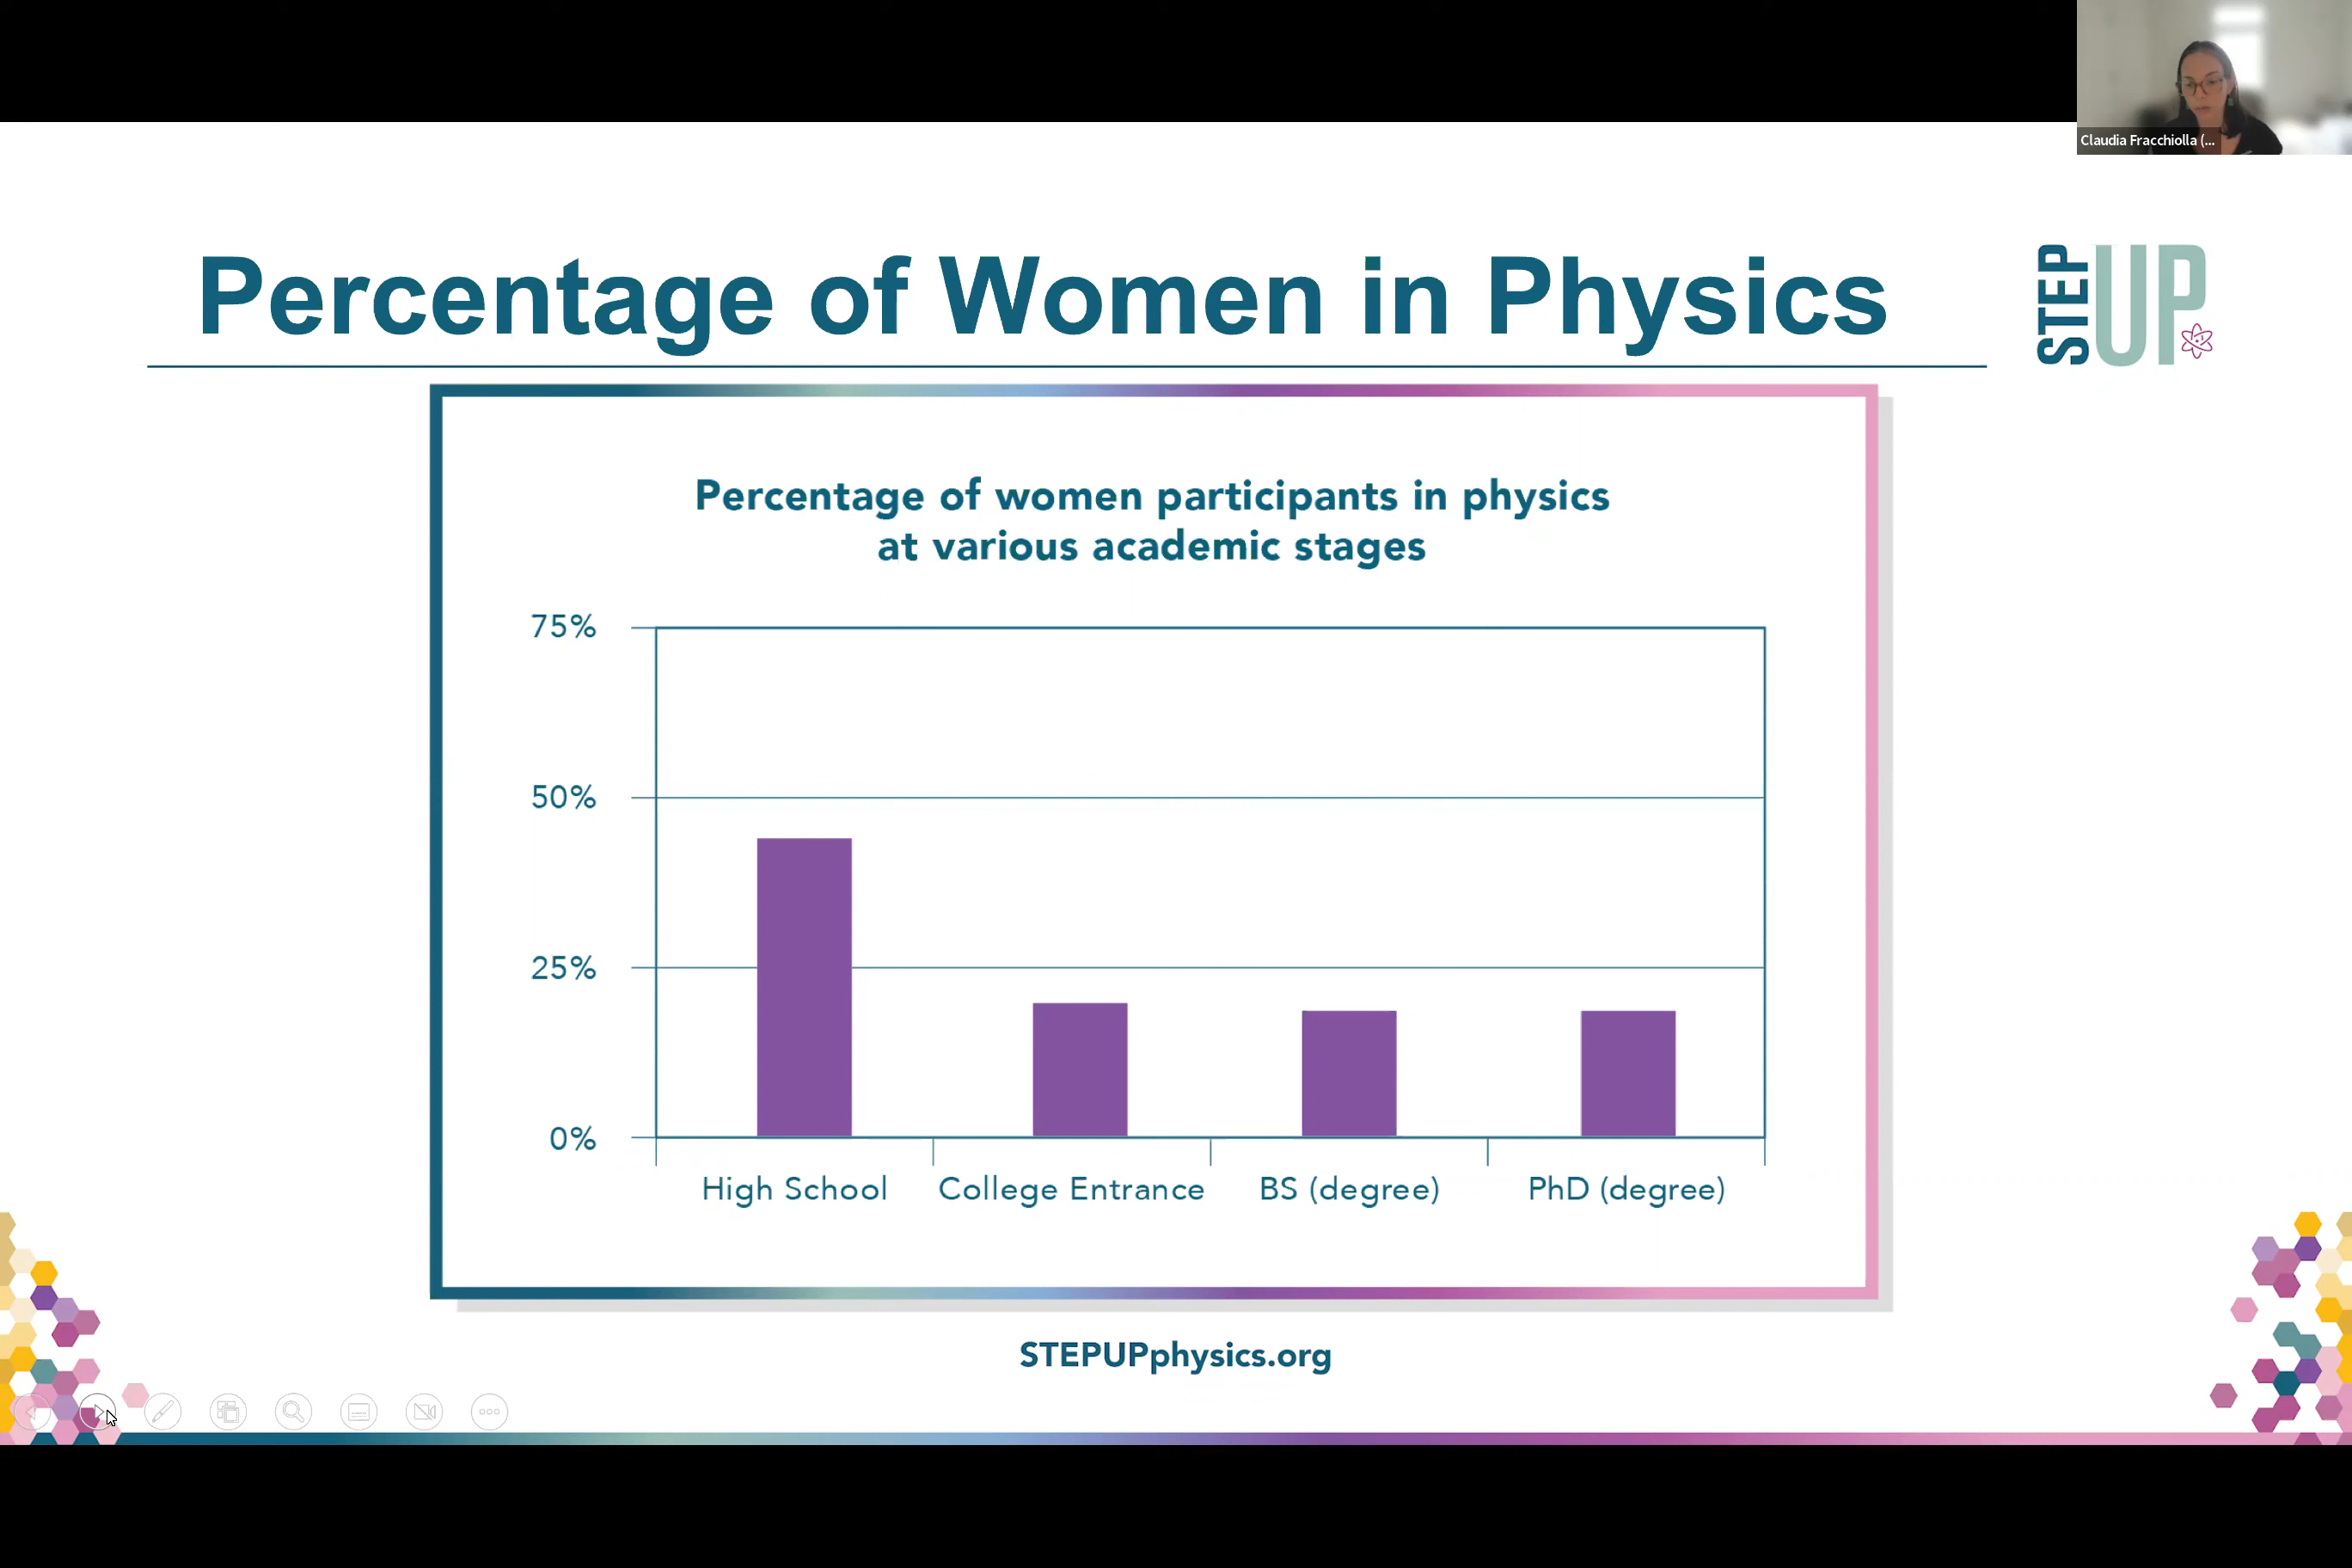 Claudia Fracchiolla (...
Percentage of Women in Physics
STEP UP
Percentage of women participants in physics
at various academic stages
75%
50%
25%
0%
High School College Entrance BS (degree) PhD (degree)
STEPUPphysics.org